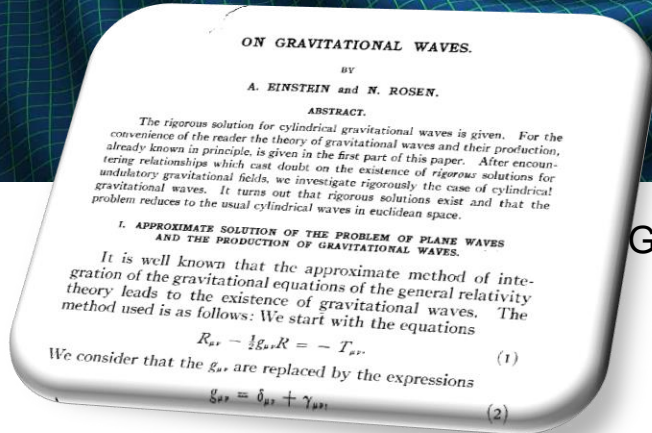 ON GRAVITATIONAL WAVES.
BY
A. EINSTEIN and N. ROSEN.
ABSTRACT.
The rigorous solution for cylindrical gravitational waves is given. For the
convenience of the reader the theory of gravitational waves and their production,
already known in principle, is given in the first part of this paper. After encoun-
tering relationships which cast doubt on the existence of rigorous solutions for
undulatory gravitational fields, we investigate rigorously the case of cylindrical
gravitational waves. It turns out that rigorous solutions exist and that the
problem reduces to the usual cylindrical waves in euclidean space.
I. APPROXIMATE SOLUTION OF THE PROBLEM OF PLANE WAVES
AND THE PRODUCTION OF GRAVITATIONAL WAVES.
It is well known that the approximate method of inte-
gration of the gravitational equations of the general relativity
theory leads to the existence of gravitational waves. The
method used is as follows: We start with the equations
Rμν − ½gμνR = − Tμν. (1)
We consider that the gμν are replaced by the expressions
gμν = δμν + γμν, (2)
G